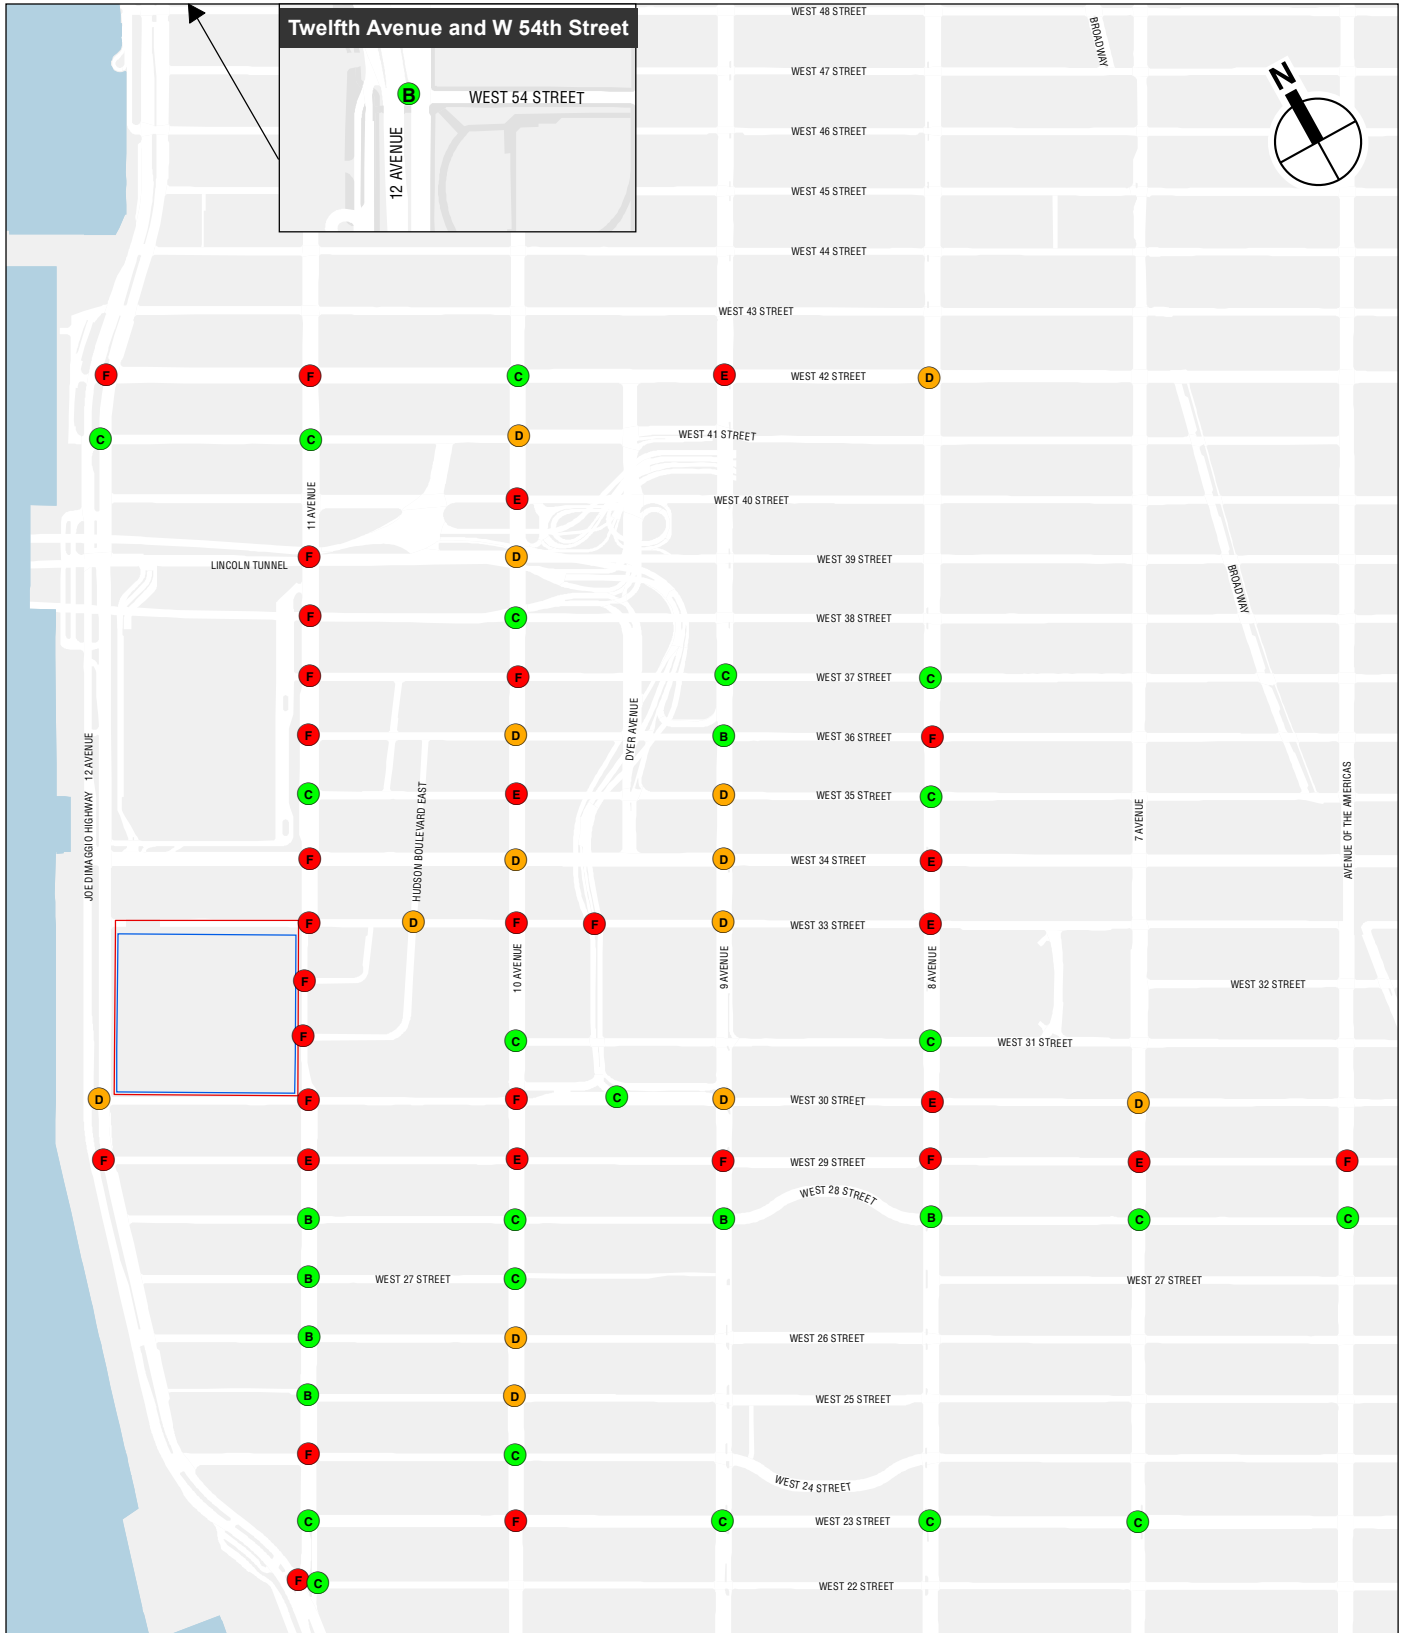 Twelfth Avenue and W 54th Street
B
WEST 54 STREET
12 AVENUE
WEST 48 STREET
BROADWAY
WEST 47 STREET
N
WEST 46 STREET
WEST 45 STREET
WEST 44 STREET
WEST 43 STREET
F F C E WEST 42 STREET D
C C D WEST 41 STREET
11 AVENUE
E WEST 40 STREET
LINCOLN TUNNEL
F D WEST 39 STREET
BROADWAY
F C WEST 38 STREET
F F C WEST 37 STREET C
DYER AVENUE
F D B WEST 36 STREET F
JOE DIMAGGIO HIGHWAY 12 AVENUE
HUDSON BOULEVARD EAST
C E D WEST 35 STREET C
7 AVENUE
AVENUE OF THE AMERICAS
F D D WEST 34 STREET E
F D F F D WEST 33 STREET E
10 AVENUE
9 AVENUE
8 AVENUE
F WEST 32 STREET
F C C WEST 31 STREET
D F F C D WEST 30 STREET E D
F E E F WEST 29 STREET F E F
B C B WEST 28 STREET B C C
B WEST 27 STREET C WEST 27 STREET
B D WEST 26 STREET
B D WEST 25 STREET
F C WEST 24 STREET
C F C WEST 23 STREET C C
F C WEST 22 STREET